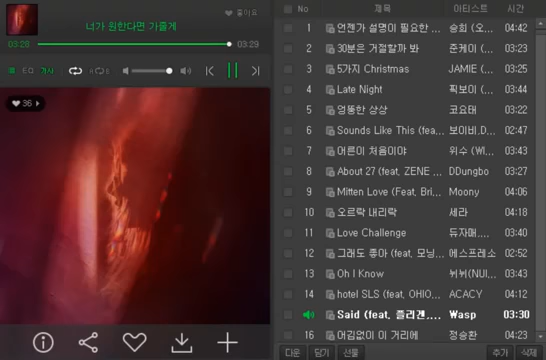 좋아요
너가 원한다면 가줄게
03:28
03:29
EQ 가사
36
No 제목 아티스트 시간
1 언젠가 설명이 필요한 ... 승희 (오... 04:42
2 30분은 거절할까 봐 준케이 (... 03:23
3 5가지 Christmas JAMIE (... 03:25
4 Late Night 픽보이 (... 03:44
5 엉뚱한 상상 코요태 03:22
6 Sounds Like This (fea... 보이비,D... 02:47
7 어른이 처음이야 위수 (WI... 03:43
8 About 27 (feat, ZENE ... DDungbo 03:27
9 Mitten Love (Feat, Bri... Moony 04:06
10 오르락 내리락 세라 04:18
11 Love Challenge 듀자매,... 03:40
12 그래도 좋아 (feat, 모닝... 에스프레소 02:52
13 Oh I Know 뉘뉘(NUI... 03:43
14 hotel SLS (feat, OHIO... ACACY 04:12
Said (feat, 플리겐,... Wasp 03:30
16 어김없이 이 거리에 정승환 04:23
다운 담기 선물 추가 삭제